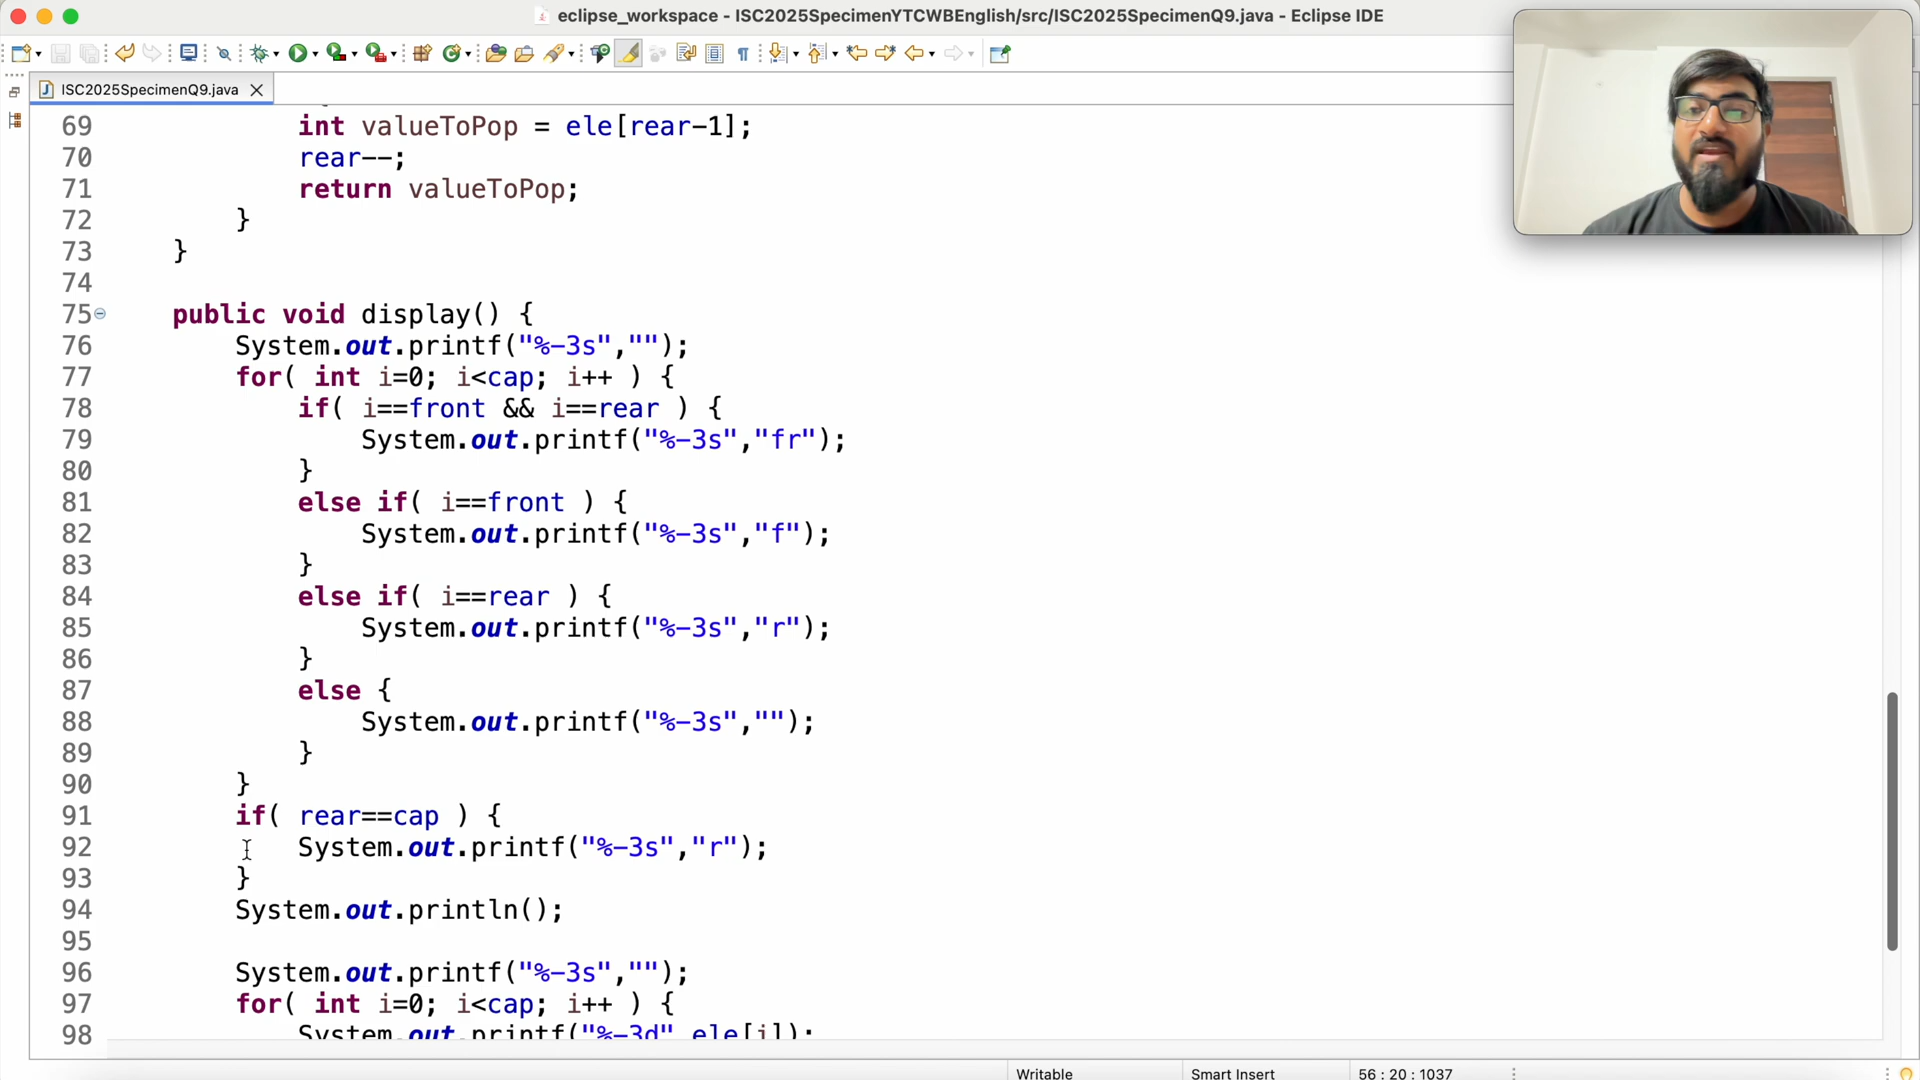 eclipse_workspace - ISC2025SpecimenYTCWBEnglish/src/ISC2025SpecimenQ9.java - Eclipse IDE
ISC2025SpecimenQ9.java
69 int valueToPop = ele[rear-1];
70 rear--;
71 return valueToPop;
72 }
73 }
74
75 public void display() {
76 System.out.printf("%-3s","");
77 for( int i=0; i<cap; i++ ) {
78 if( i==front && i==rear ) {
79 System.out.printf("%-3s","fr");
80 }
81 else if( i==front ) {
82 System.out.printf("%-3s","f");
83 }
84 else if( i==rear ) {
85 System.out.printf("%-3s","r");
86 }
87 else {
88 System.out.printf("%-3s","");
89 }
90 }
91 if( rear==cap ) {
92 System.out.printf("%-3s","r");
93 }
94 System.out.println();
95
96 System.out.printf("%-3s","");
97 for( int i=0; i<cap; i++ ) {
98 System.out.printf("%-3d" ele[i]);
Writable Smart Insert 56 : 20 : 1037